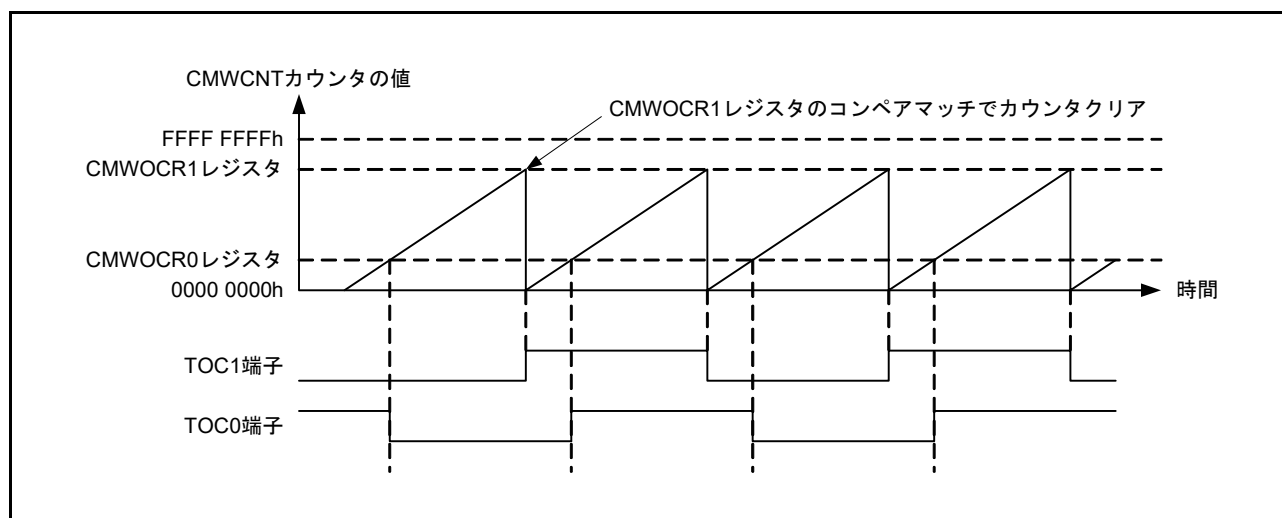 CMWCNTカウンタの値
CMWOCR1レジスタのコンペアマッチでカウンタクリア
FFFF FFFFh
CMWOCR1レジスタ
CMWOCR0レジスタ
0000 0000h
時間
TOC1端子
TOC0端子